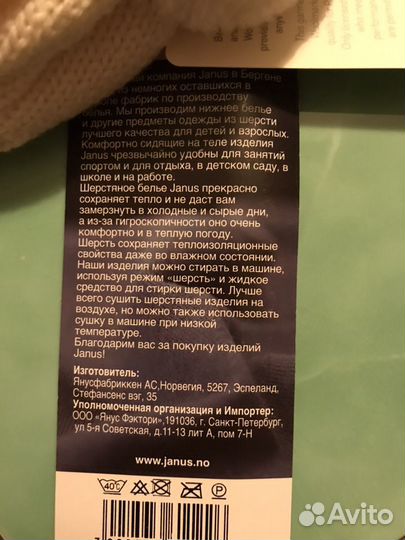 компания Janus в Бергене
из немногих оставшихся в
фабрик по производству
белья. Мы производим нижнее белье
и другие предметы одежды из шерсти
лучшего качества для детей и взрослых.
Комфортно сидящие на теле изделия
Janus чрезвычайно удобны для занятий
спортом и для отдыха, в детском саду, в
школе и на работе.
Шерстяное белье Janus прекрасно
сохраняет тепло и не даст вам
замерзнуть в холодные и сырые дни,
а из-за гигроскопичности оно очень
комфортно и в теплую погоду.
Шерсть сохраняет теплоизоляционные
свойства даже во влажном состоянии.
Наши изделия можно стирать в машине,
используя режим «шерсть» и жидкое
средство для стирки шерсти. Лучше
всего сушить шерстяные изделия на
воздухе, но можно также использовать
сушку в машине при низкой
температуре.
Благодарим вас за покупку изделий
Janus!
Изготовитель:
Янусфабриккен АС,Норвегия, 5267, Эспеланд,
Стефансенс вэг, 35
Уполномоченная организация и Импортер:
ООО «Янус Фэктори»,191036, г. Санкт-Петербург,
ул 5-я Советская, д.11-13 лит А, пом 7-Н
www.janus.no
40°C
P
Avito